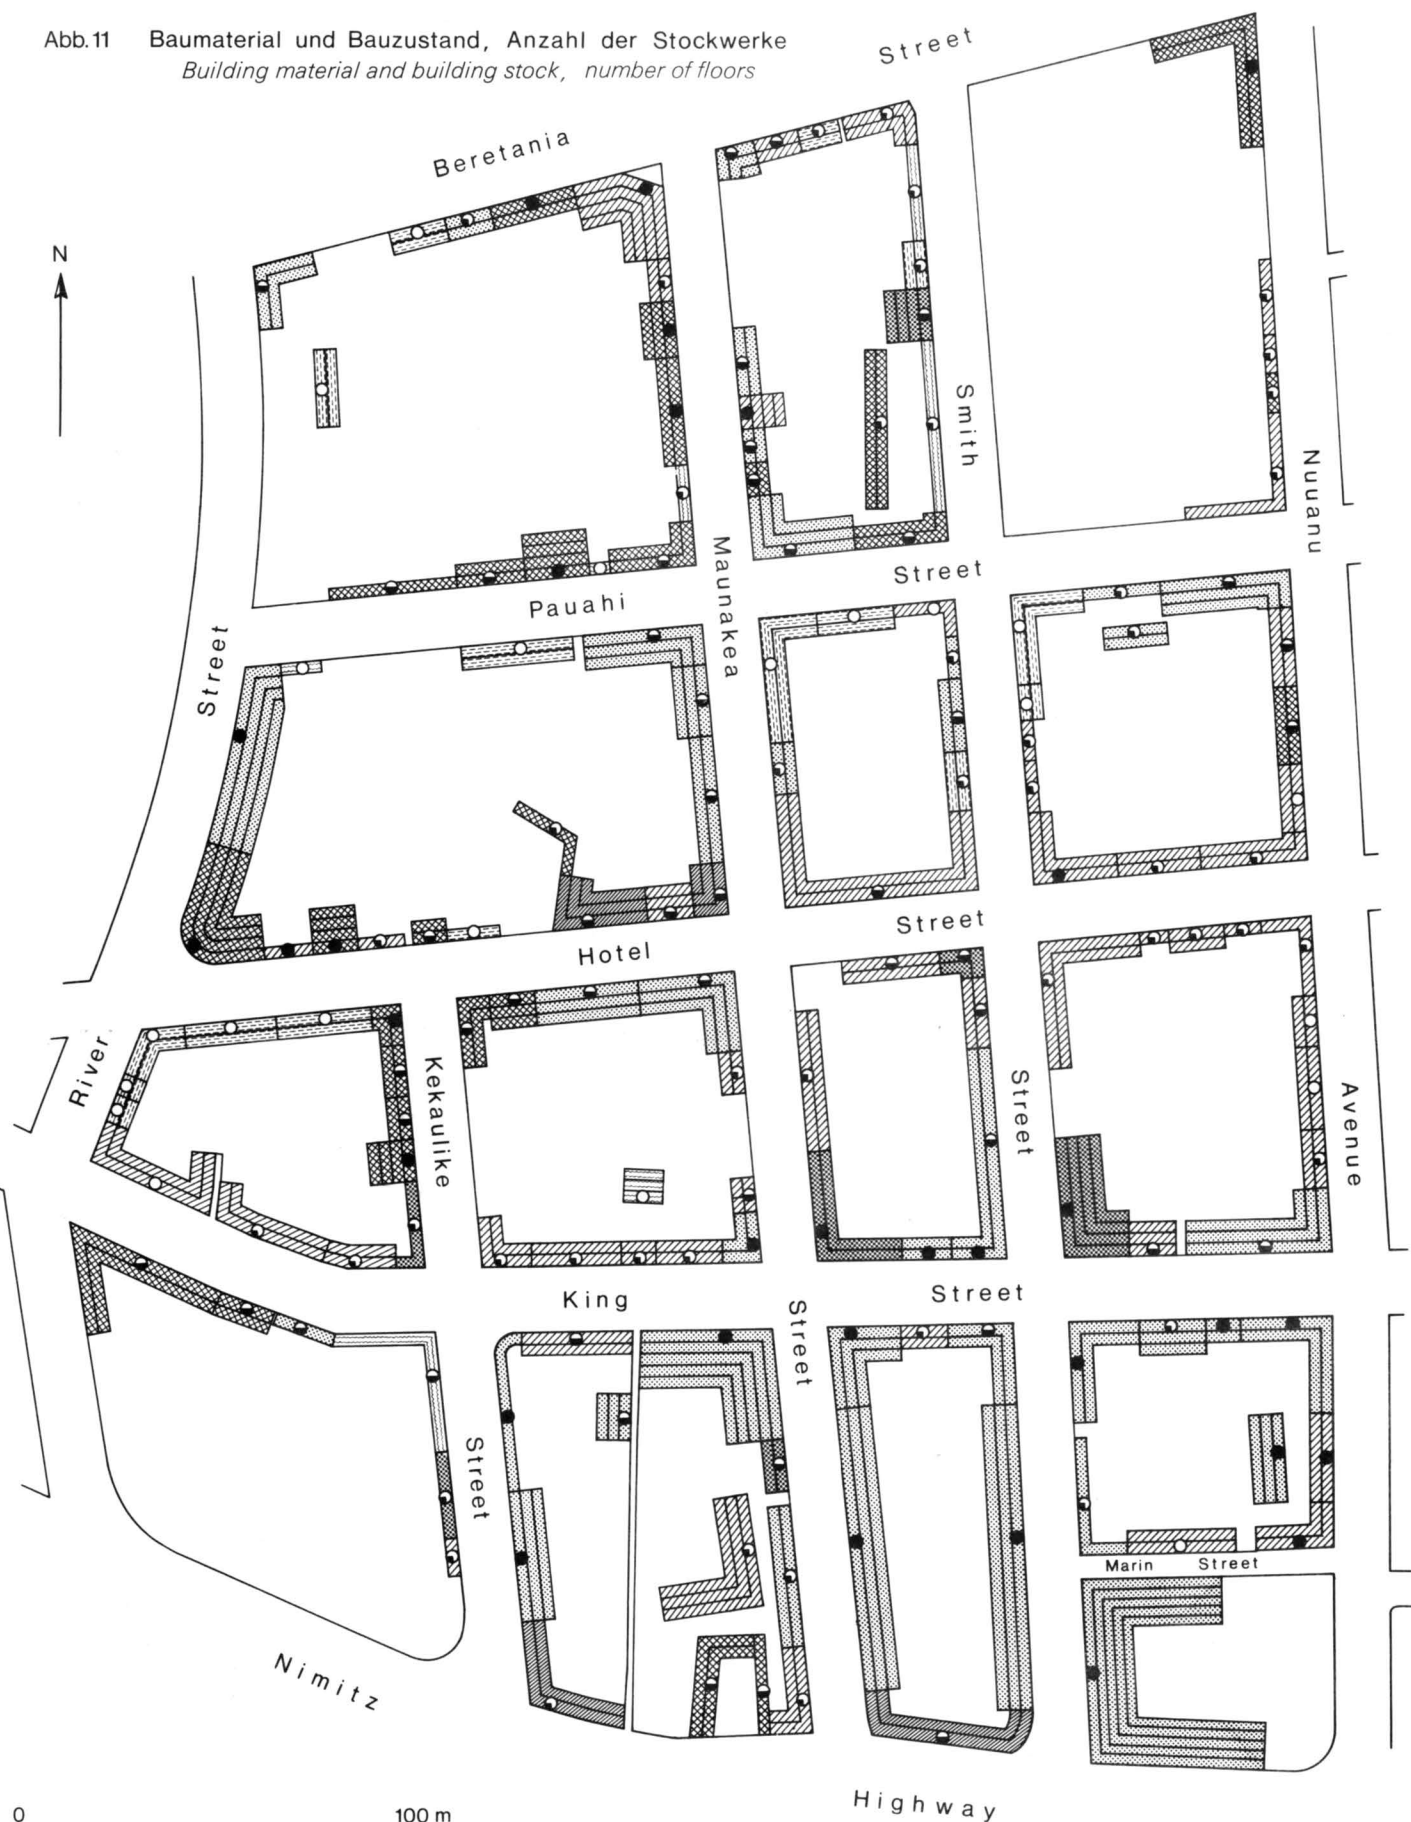 Abb.11 Baumaterial und Bauzustand, Anzahl der Stockwerke
Building material and building stock, number of floors
Street
Beretania
N
Smith
Nuuanu
Maunakea
Street
Pauahi
Street
Street
Hotel
River
Kekaulike
Street
Avenue
King
Street
Street
Street
Marin Street
Nimitz
Highway
0 100 m